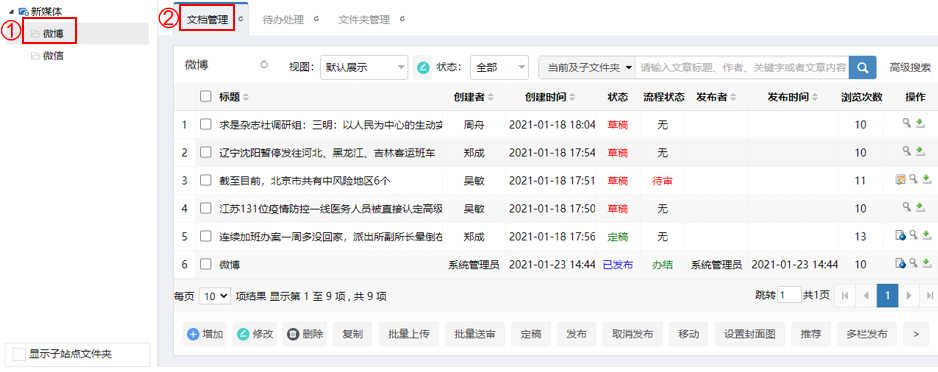 新媒体
① 微博
微信
显示子站点文件夹
② 文档管理 待办处理 文件夹管理
微博 视图： 默认展示 状态： 全部 当前及子文件夹 请输入文章标题、作者、关键字或者文章内容 高级搜索
标题 创建者 创建时间 状态 流程状态 发布者 发布时间 浏览次数 操作
1 求是杂志社调研组：三明：以人民为中心的生动实 周舟 2021-01-18 18:04 草稿 无 10
2 辽宁沈阳暂停发往河北、黑龙江、吉林客运班车 郑成 2021-01-18 17:54 草稿 无 10
3 截至目前，北京市共有中风险地区6个 吴敏 2021-01-18 17:51 草稿 待审 11
4 江苏131位疫情防控一线医务人员被直接认定高级 吴敏 2021-01-18 17:50 草稿 无 10
5 连续加班办案一周多没回家，派出所副所长晕倒在 郑成 2021-01-18 17:56 定稿 无 13
6 微博 系统管理员 2021-01-23 14:44 已发布 办结 系统管理员 2021-01-23 14:44 10
每页 10 项结果 显示第 1 至 9 项 , 共 9 项 跳转 1 共1页 1
增加 修改 删除 复制 批量上传 批量送审 定稿 发布 取消发布 移动 设置封面图 推荐 多栏发布 >